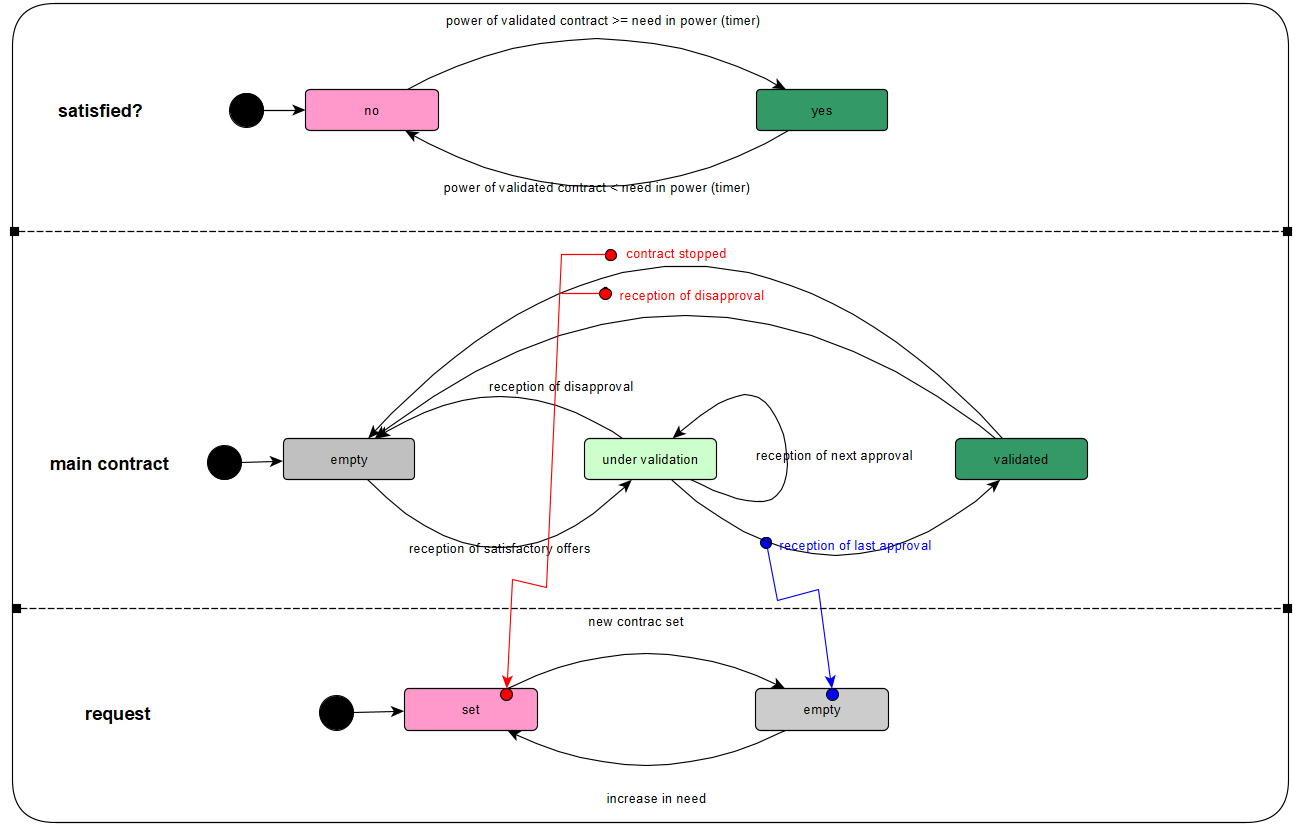 power of validated contract >= need in power (timer)
satisfied?
no
yes
power of validated contract < need in power (timer)
contract stopped
reception of disapproval
reception of disapproval
main contract
empty
under validation
reception of next approval
validated
reception of satisfactory offers
reception of last approval
new contrac set
request
set
empty
increase in need